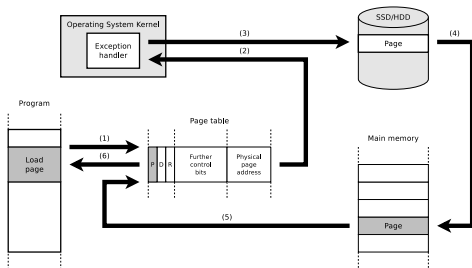 Operating System Kernel
Exception
handler
(3)
(2)
SSD/HDD
Page
(4)
Program
Load
page
(1)
(6)
Page table
P
D
R
Further
control
bits
Physical
page
address
Main memory
Page
(5)